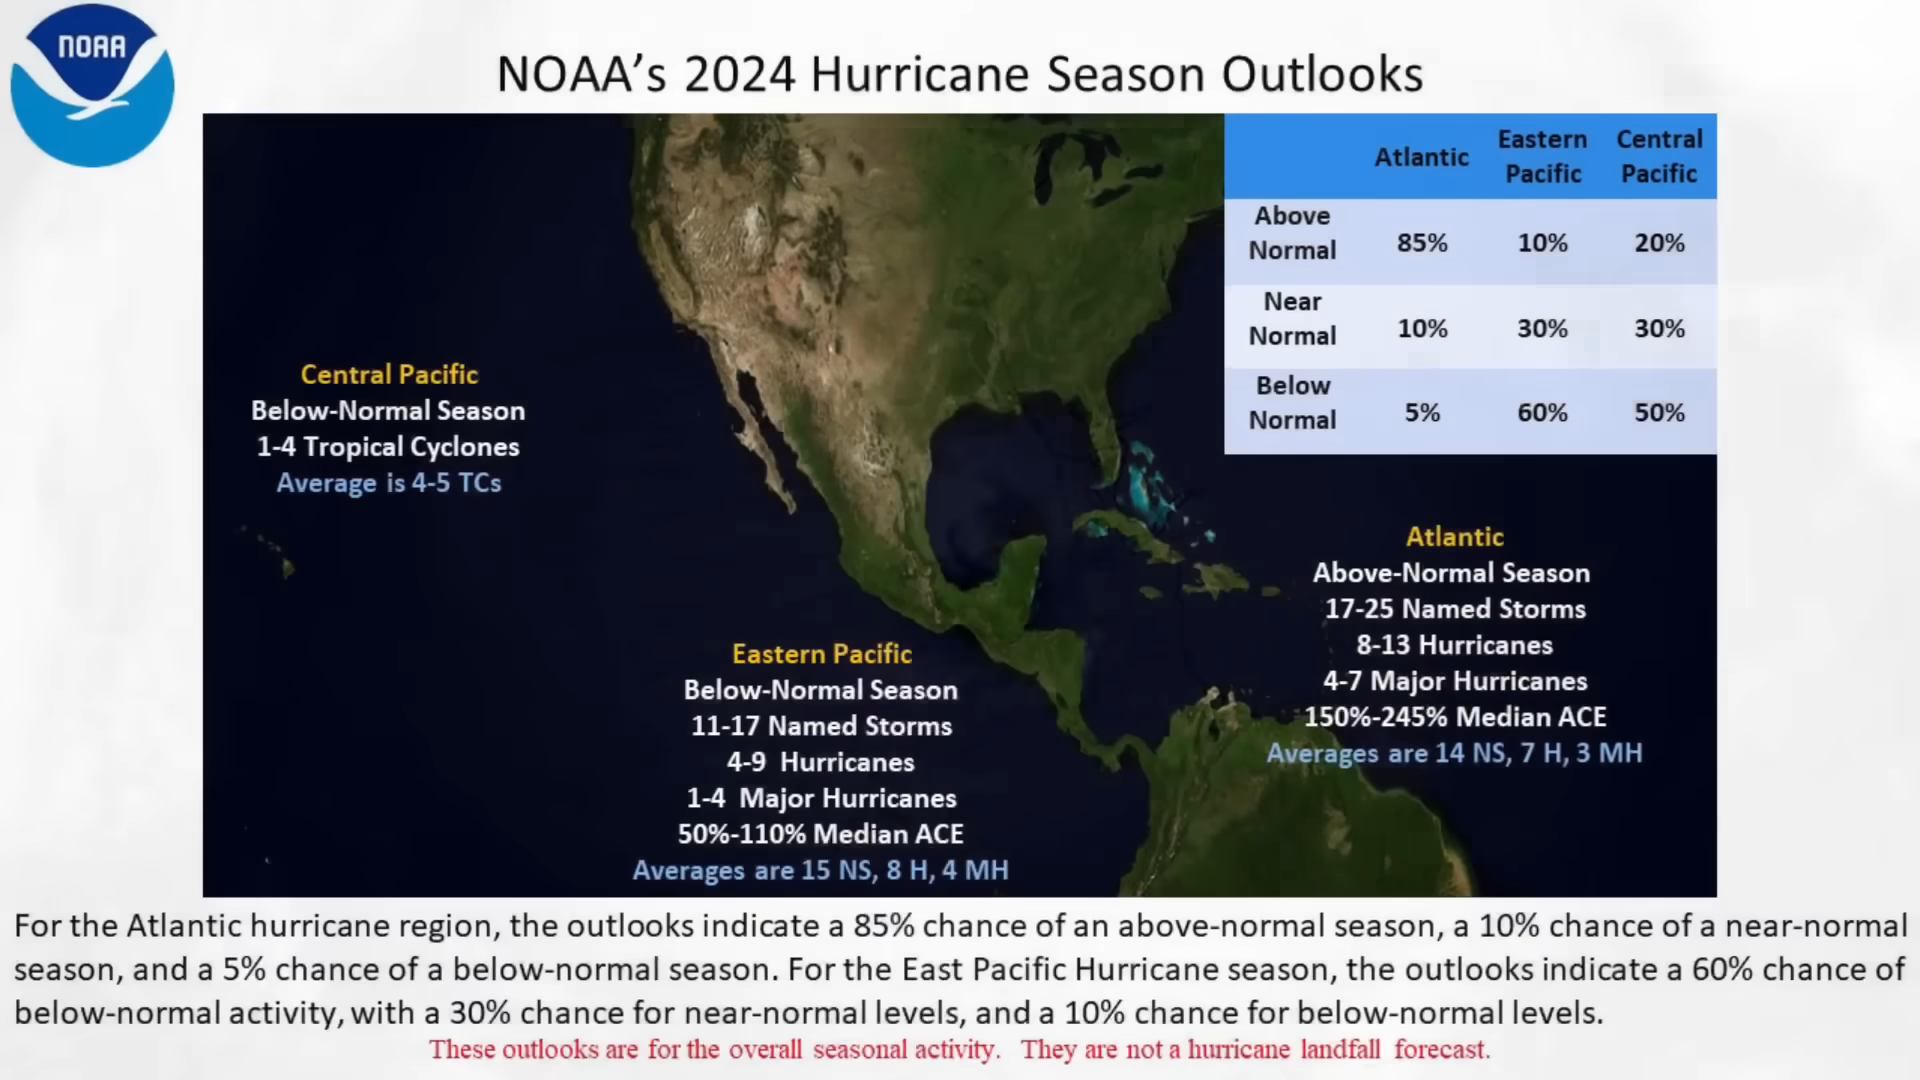 NOAA
NOAA's 2024 Hurricane Season Outlooks
Atlantic
Eastern
Pacific
Central
Pacific
Above
Normal
85%
10%
20%
Near
Normal
10%
30%
30%
Below
Normal
5%
60%
50%
Central Pacific
Below-Normal Season
1-4 Tropical Cyclones
Average is 4-5 TCs
Eastern Pacific
Below-Normal Season
11-17 Named Storms
4-9 Hurricanes
1-4 Major Hurricanes
50%-110% Median ACE
Averages are 15 NS, 8 H, 4 MH
Atlantic
Above-Normal Season
17-25 Named Storms
8-13 Hurricanes
4-7 Major Hurricanes
150%-245% Median ACE
Averages are 14 NS, 7 H, 3 MH
For the Atlantic hurricane region, the outlooks indicate a 85% chance of an above-normal season, a 10% chance of a near-normal
season, and a 5% chance of a below-normal season. For the East Pacific Hurricane season, the outlooks indicate a 60% chance of
below-normal activity, with a 30% chance for near-normal levels, and a 10% chance for below-normal levels.
These outlooks are for the overall seasonal activity. They are not a hurricane landfall forecast.